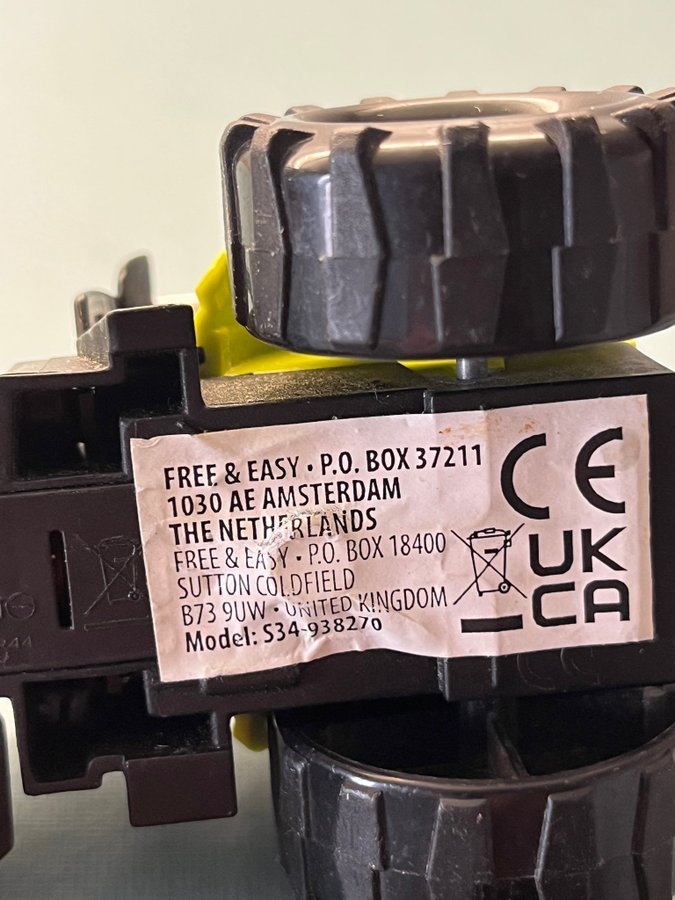 FREE & EASY • P.O. BOX 37211
1030 AE AMSTERDAM
THE NETHERLANDS
FREE & EASY • P.O. BOX 18400
SUTTON COLDFIELD
B73 9UW • UNITED KINGDOM
Model: S34-938270
CE
UK
CA